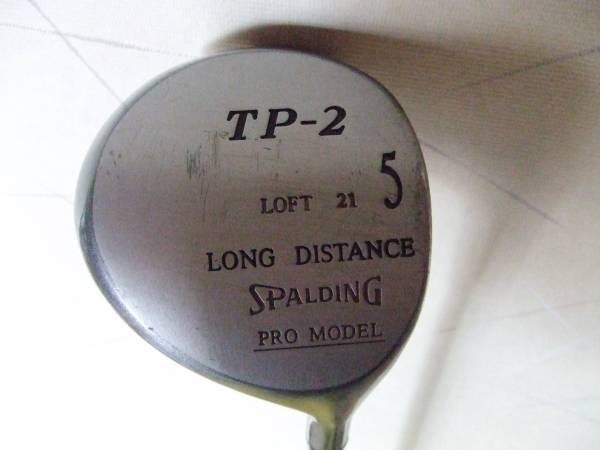 TP-2
LOFT 21 5
LONG DISTANCE
SPALDING
PRO MODEL